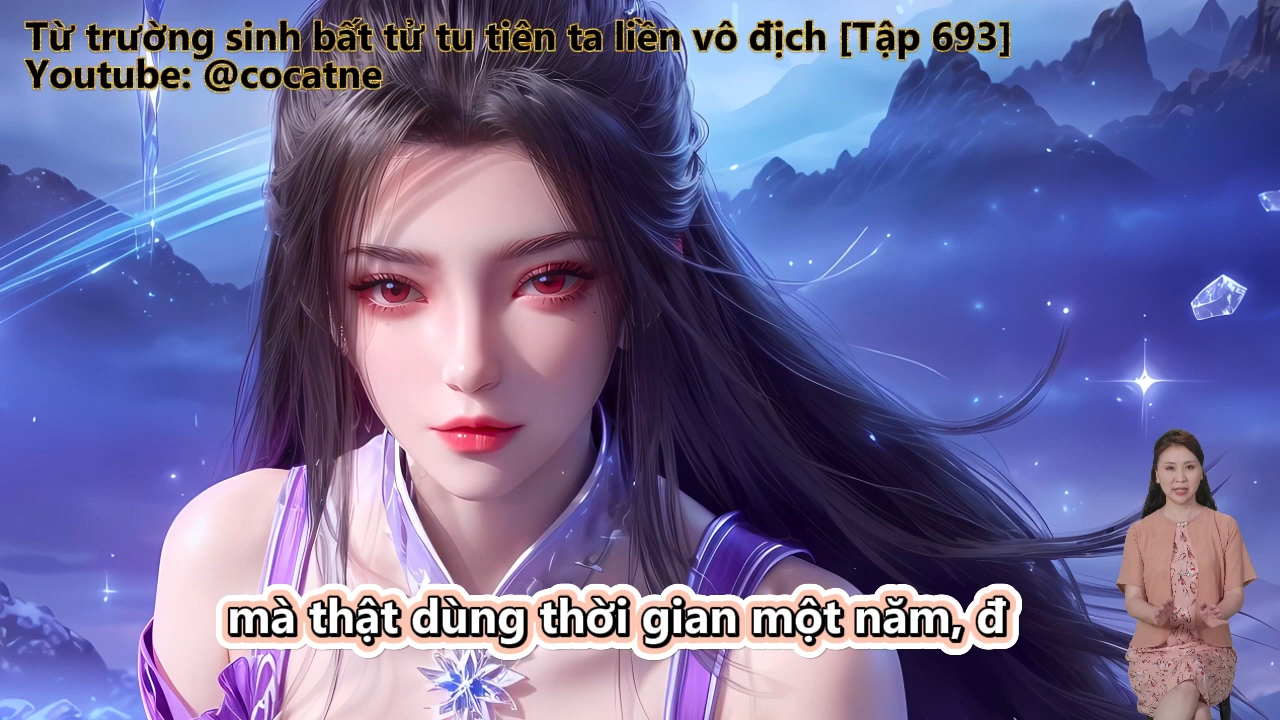 Từ trường sinh bất tử tu tiên ta liền vô địch [Tập 693]
Youtube: @cocatne
mà thật dùng thời gian một năm, đ